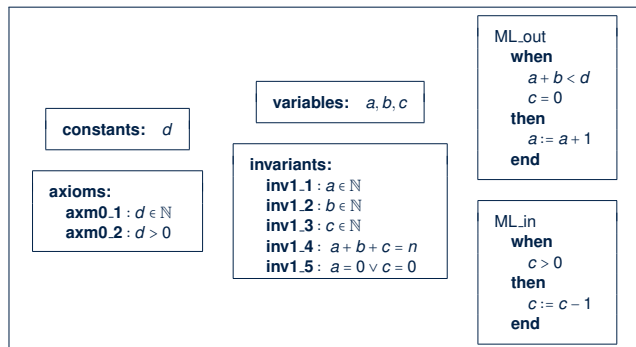 constants: d
axioms:
axm0_1 : d ∈ ℕ
axm0_2 : d > 0
variables: a, b, c
invariants:
inv1_1 : a ∈ ℕ
inv1_2 : b ∈ ℕ
inv1_3 : c ∈ ℕ
inv1_4 : a + b + c = n
inv1_5 : a = 0 ∨ c = 0
ML_out
when
a + b < d
c = 0
then
a := a + 1
end
ML_in
when
c > 0
then
c := c − 1
end